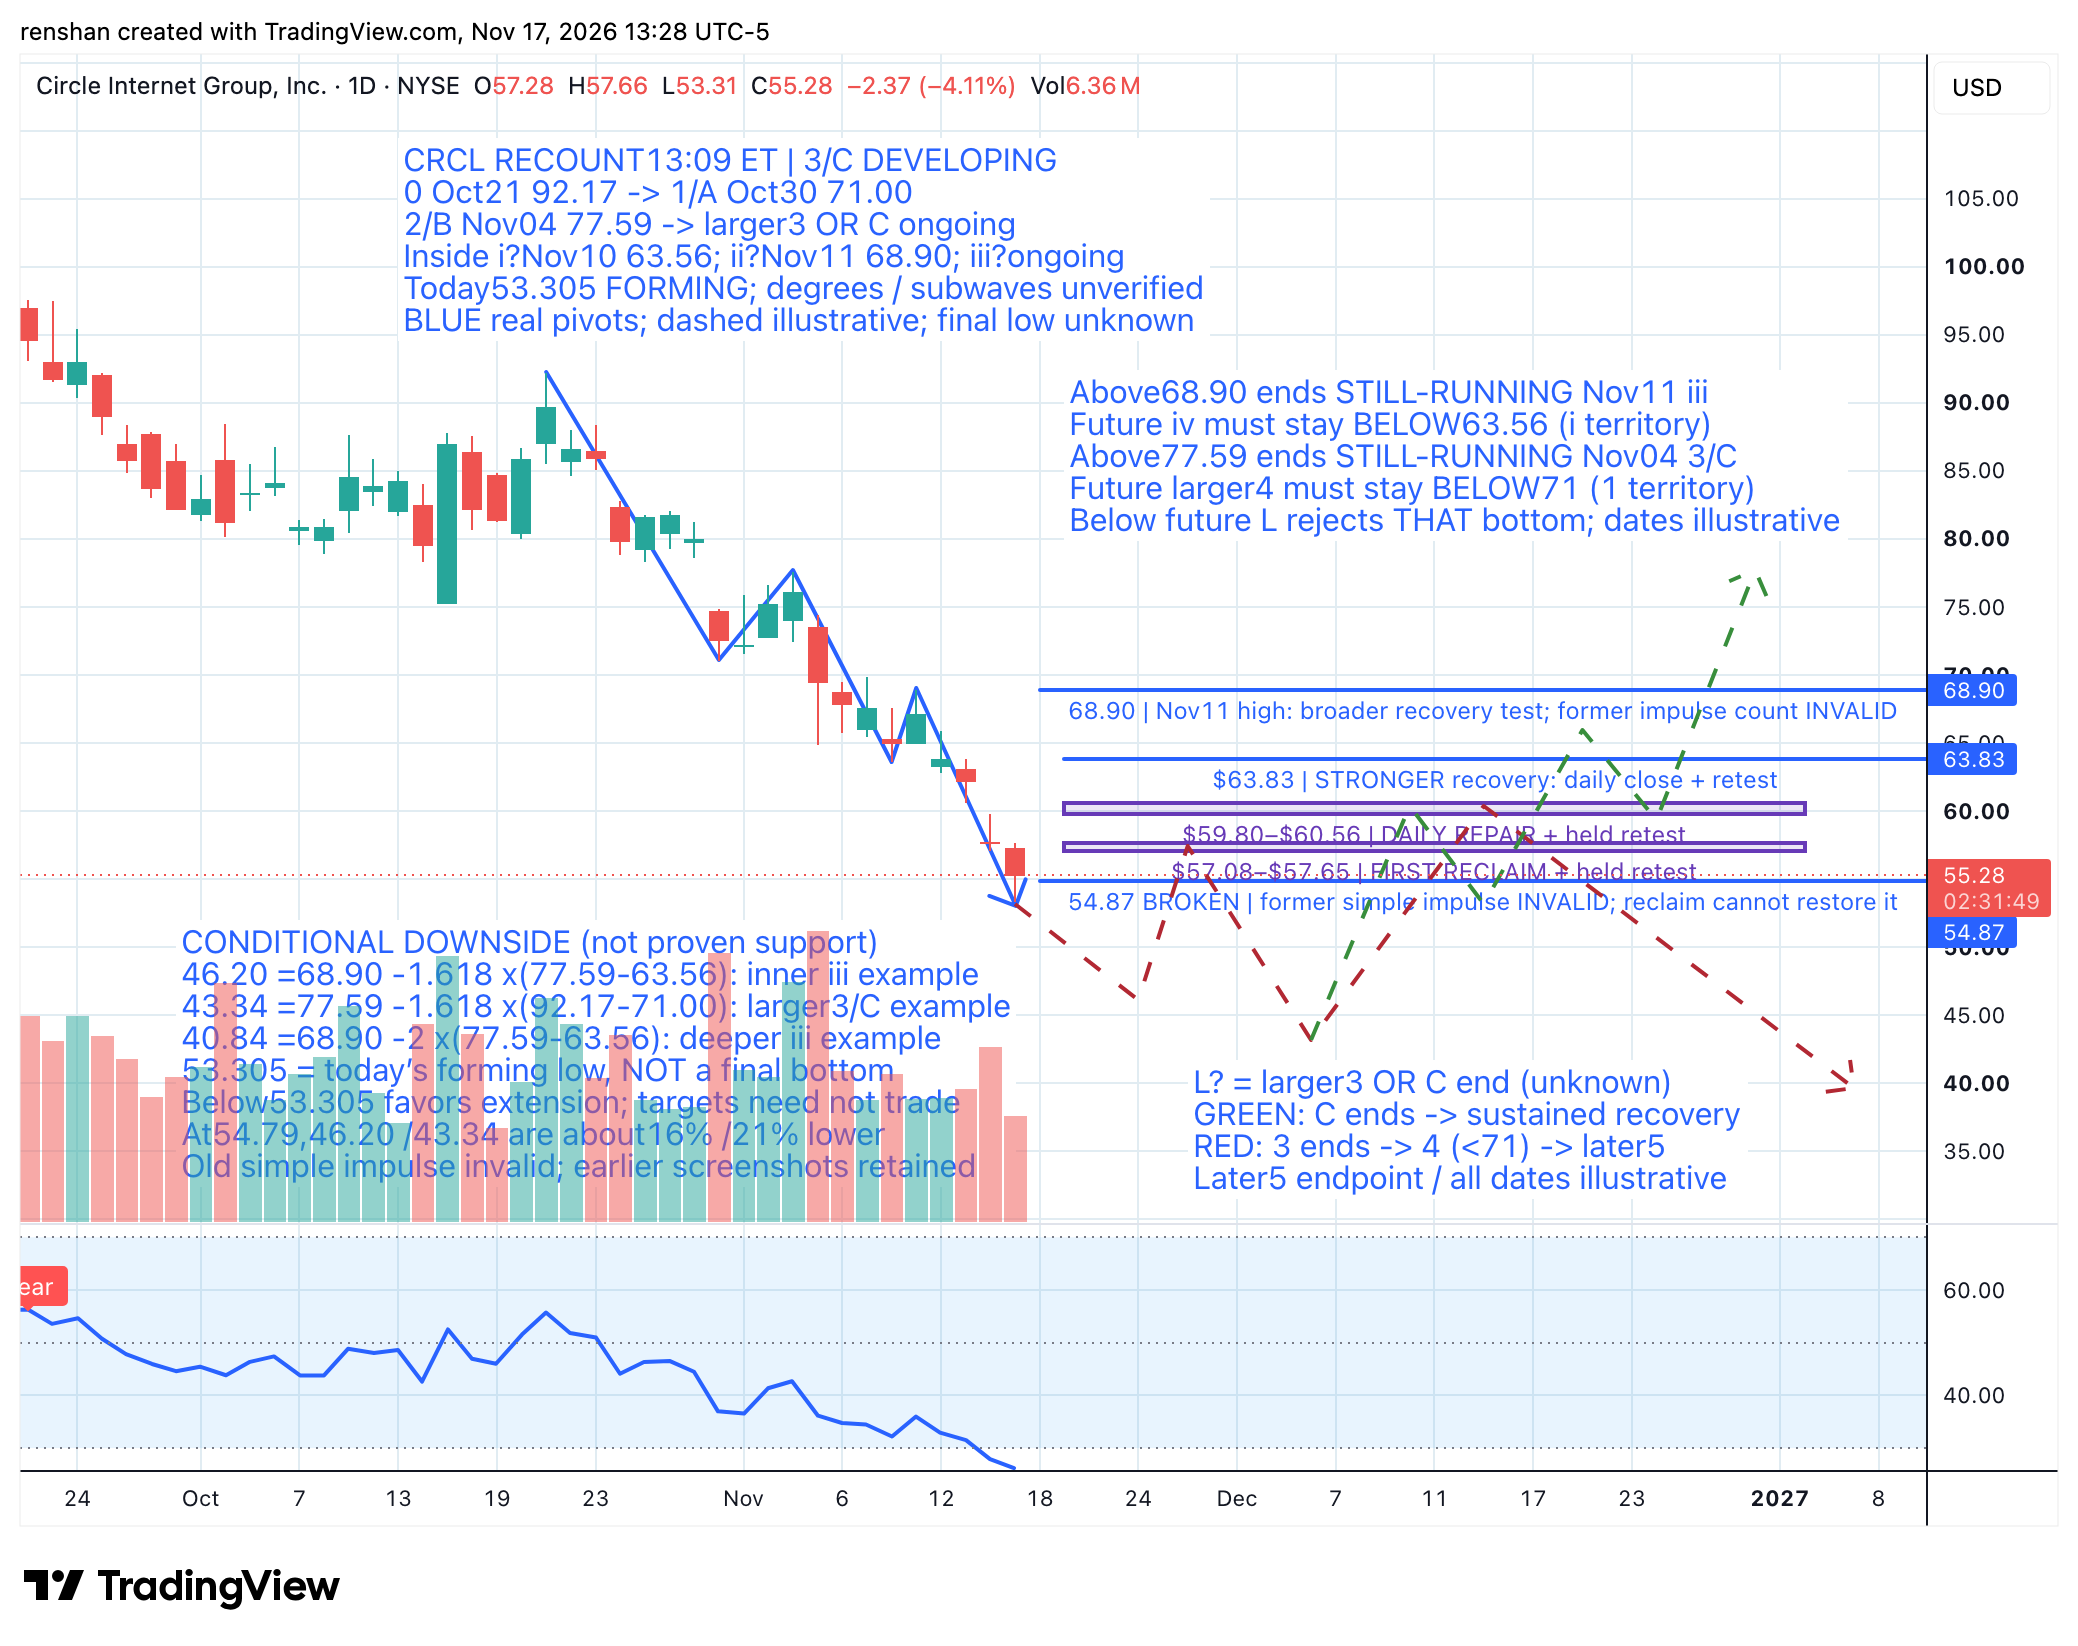 renshan created with TradingView.com, Nov 17, 2026 13:28 UTC-5
Circle Internet Group, Inc. · 1D · NYSE O57.28 H57.66 L53.31 C55.28 −2.37 (−4.11%) Vol6.36 M
USD
CRCL RECOUNT13:09 ET | 3/C DEVELOPING
0 Oct21 92.17 -> 1/A Oct30 71.00
2/B Nov04 77.59 -> larger3 OR C ongoing
Inside i?Nov10 63.56; ii?Nov11 68.90; iii?ongoing
Today53.305 FORMING; degrees / subwaves unverified
BLUE real pivots; dashed illustrative; final low unknown
Above68.90 ends STILL-RUNNING Nov11 iii
Future iv must stay BELOW63.56 (i territory)
Above77.59 ends STILL-RUNNING Nov04 3/C
Future larger4 must stay BELOW71 (1 territory)
Below future L rejects THAT bottom; dates illustrative
105.00
100.00
95.00
90.00
85.00
80.00
75.00
70.00
68.90
65.00
63.83
60.00
55.28
02:31:49
54.87
50.00
45.00
40.00
35.00
68.90 | Nov11 high: broader recovery test; former impulse count INVALID
$63.83 | STRONGER recovery: daily close + retest
$59.80–$60.56 | DAILY REPAIR + held retest
$57.08–$57.65 | FIRST RECLAIM + held retest
54.87 BROKEN | former simple impulse INVALID; reclaim cannot restore it
CONDITIONAL DOWNSIDE (not proven support)
46.20 =68.90 -1.618 x(77.59-63.56): inner iii example
43.34 =77.59 -1.618 x(92.17-71.00): larger3/C example
40.84 =68.90 -2 x(77.59-63.56): deeper iii example
53.305 = today's forming low, NOT a final bottom
Below53.305 favors extension; targets need not trade
At54.79,46.20 /43.34 are about16% /21% lower
Old simple impulse invalid; earlier screenshots retained
L? = larger3 OR C end (unknown)
GREEN: C ends -> sustained recovery
RED: 3 ends -> 4 (<71) -> later5
Later5 endpoint / all dates illustrative
ear
60.00
40.00
24 Oct 7 13 19 23 Nov 6 12 18 24 Dec 7 11 17 23 2027 8
TradingView